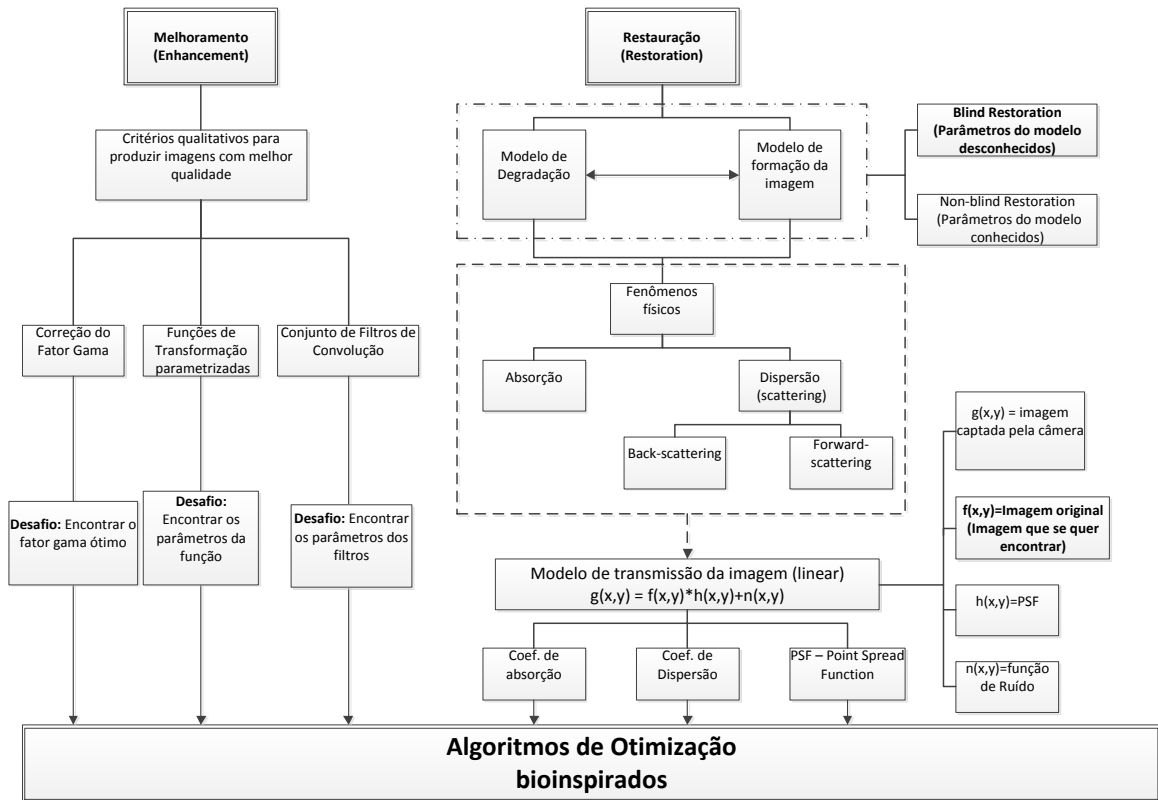 Melhoramento
(Enhancement)
Critérios qualitativos para
produzir imagens com melhor
qualidade
Correção do
Fator Gama
Funções de
Transformação
parametrizadas
Conjunto de Filtros de
Convolução
Desafio: Encontrar o
fator gama ótimo
Desafio:
Encontrar os
parâmetros da
função
Desafio: Encontrar
os parâmetros dos
filtros
Restauração
(Restoration)
Modelo de
Degradação
Modelo de
formação da
imagem
Blind Restoration
(Parâmetros do modelo
desconhecidos)
Non-blind Restoration
(Parâmetros do modelo
conhecidos)
Fenômenos
físicos
Absorção
Dispersão
(scattering)
Back-scattering
Forward-
scattering
Modelo de transmissão da imagem (linear)
g(x,y) = f(x,y)*h(x,y)+n(x,y)
g(x,y) = imagem
captada pela câmera
f(x,y)=Imagem original
(Imagem que se quer
encontrar)
h(x,y)=PSF
n(x,y)=função
de Ruído
Coef. de
absorção
Coef. de
Dispersão
PSF – Point Spread
Function
Algoritmos de Otimização
bioinspirados